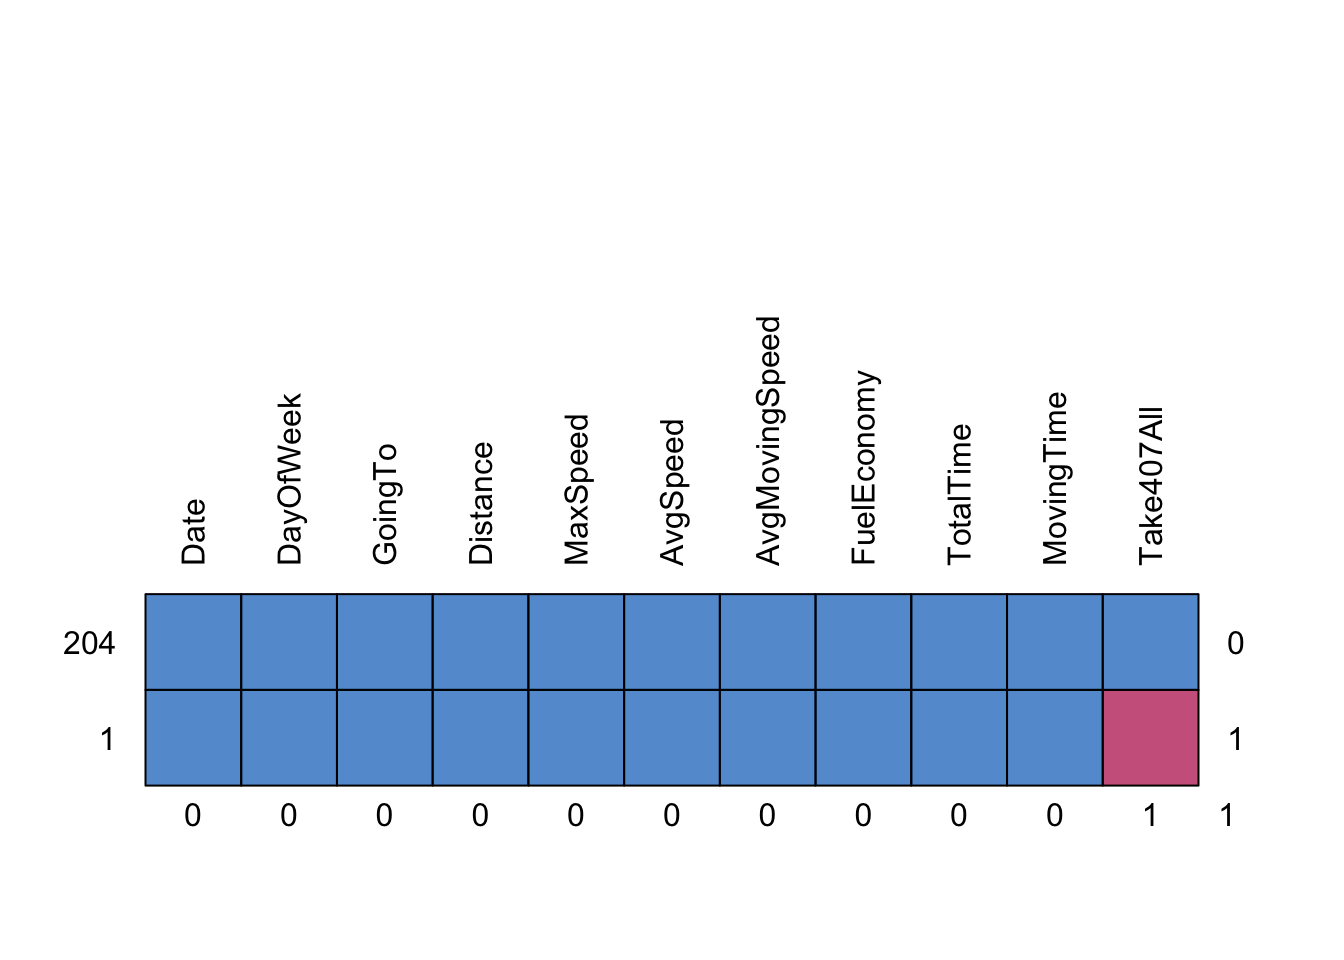 Date
DayOfWeek
GoingTo
Distance
MaxSpeed
AvgSpeed
AvgMovingSpeed
FuelEconomy
TotalTime
MovingTime
Take407All
204 0
1 1
0 0 0 0 0 0 0 0 0 0 1 1